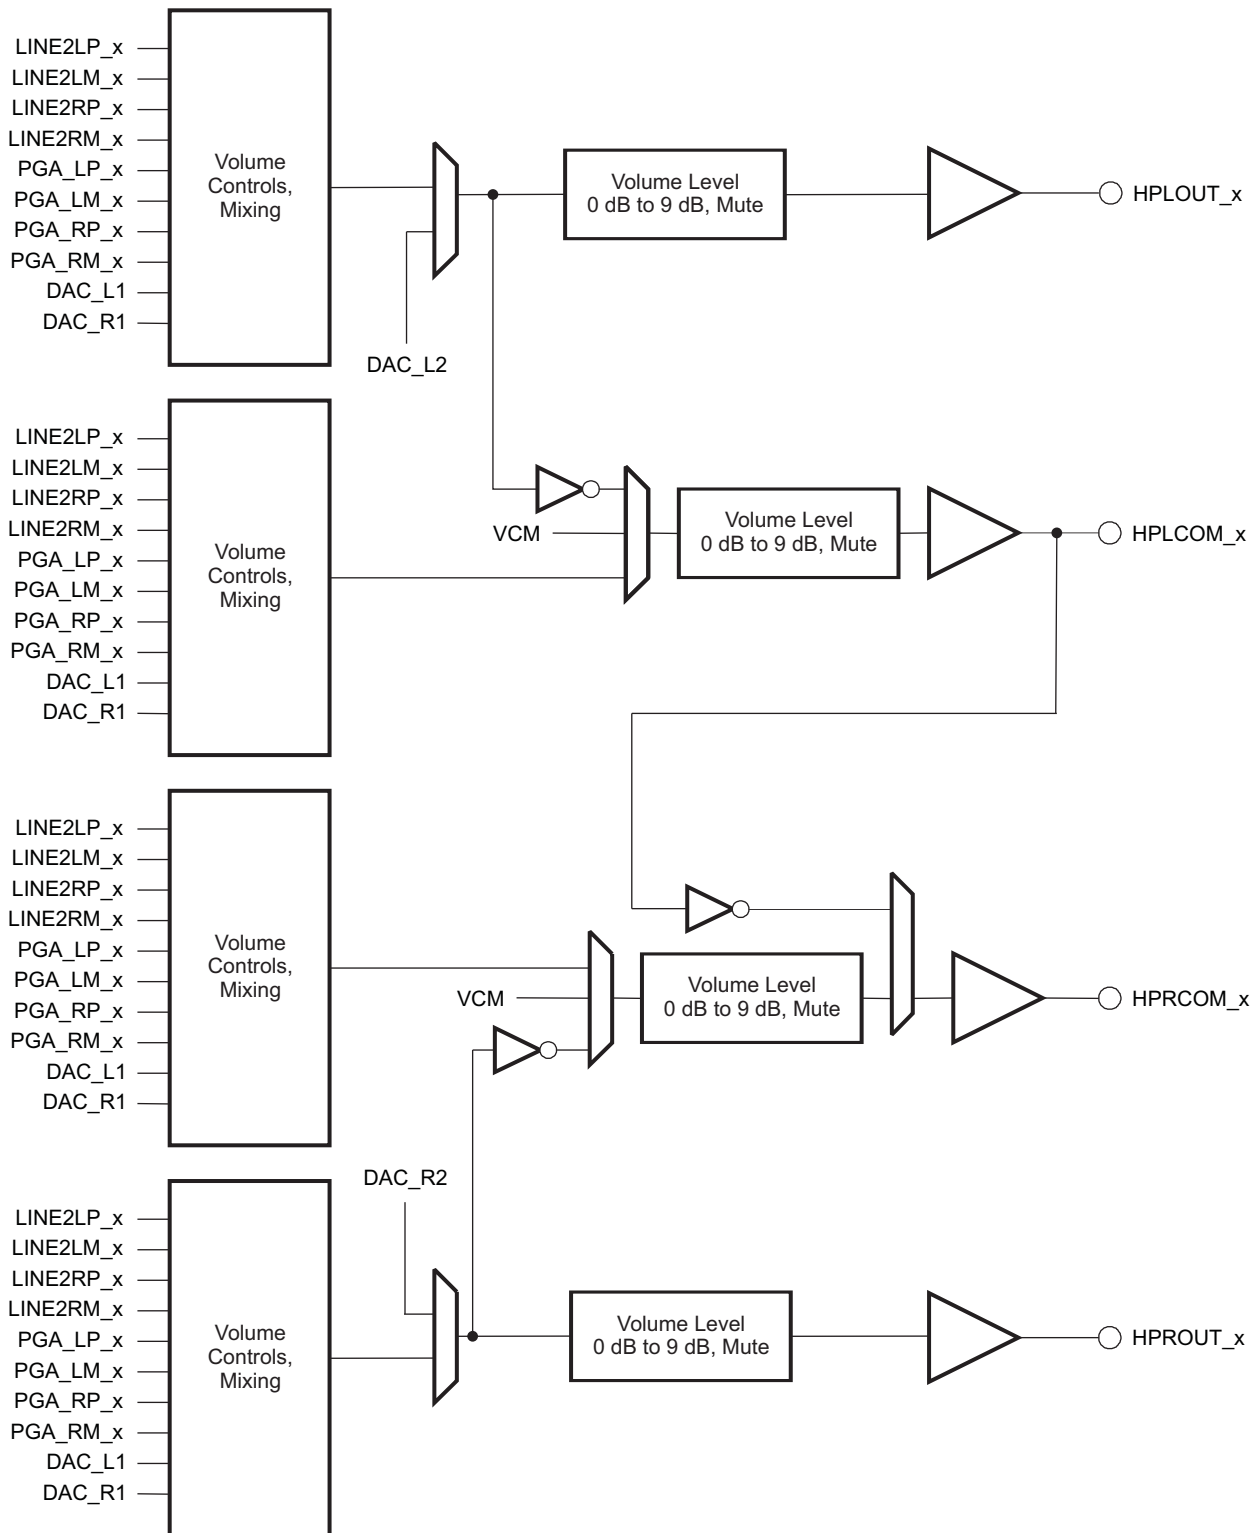 LINE2LP_x
LINE2LM_x
LINE2RP_x
LINE2RM_x
PGA_LP_x
PGA_LM_x
PGA_RP_x
PGA_RM_x
DAC_L1
DAC_R1
Volume
Controls,
Mixing
DAC_L2
Volume Level
0 dB to 9 dB, Mute
HPLOUT_x
LINE2LP_x
LINE2LM_x
LINE2RP_x
LINE2RM_x
PGA_LP_x
PGA_LM_x
PGA_RP_x
PGA_RM_x
DAC_L1
DAC_R1
Volume
Controls,
Mixing
VCM
Volume Level
0 dB to 9 dB, Mute
HPLCOM_x
LINE2LP_x
LINE2LM_x
LINE2RP_x
LINE2RM_x
PGA_LP_x
PGA_LM_x
PGA_RP_x
PGA_RM_x
DAC_L1
DAC_R1
Volume
Controls,
Mixing
VCM
Volume Level
0 dB to 9 dB, Mute
HPRCOM_x
LINE2LP_x
LINE2LM_x
LINE2RP_x
LINE2RM_x
PGA_LP_x
PGA_LM_x
PGA_RP_x
PGA_RM_x
DAC_L1
DAC_R1
Volume
Controls,
Mixing
DAC_R2
Volume Level
0 dB to 9 dB, Mute
HPROUT_x